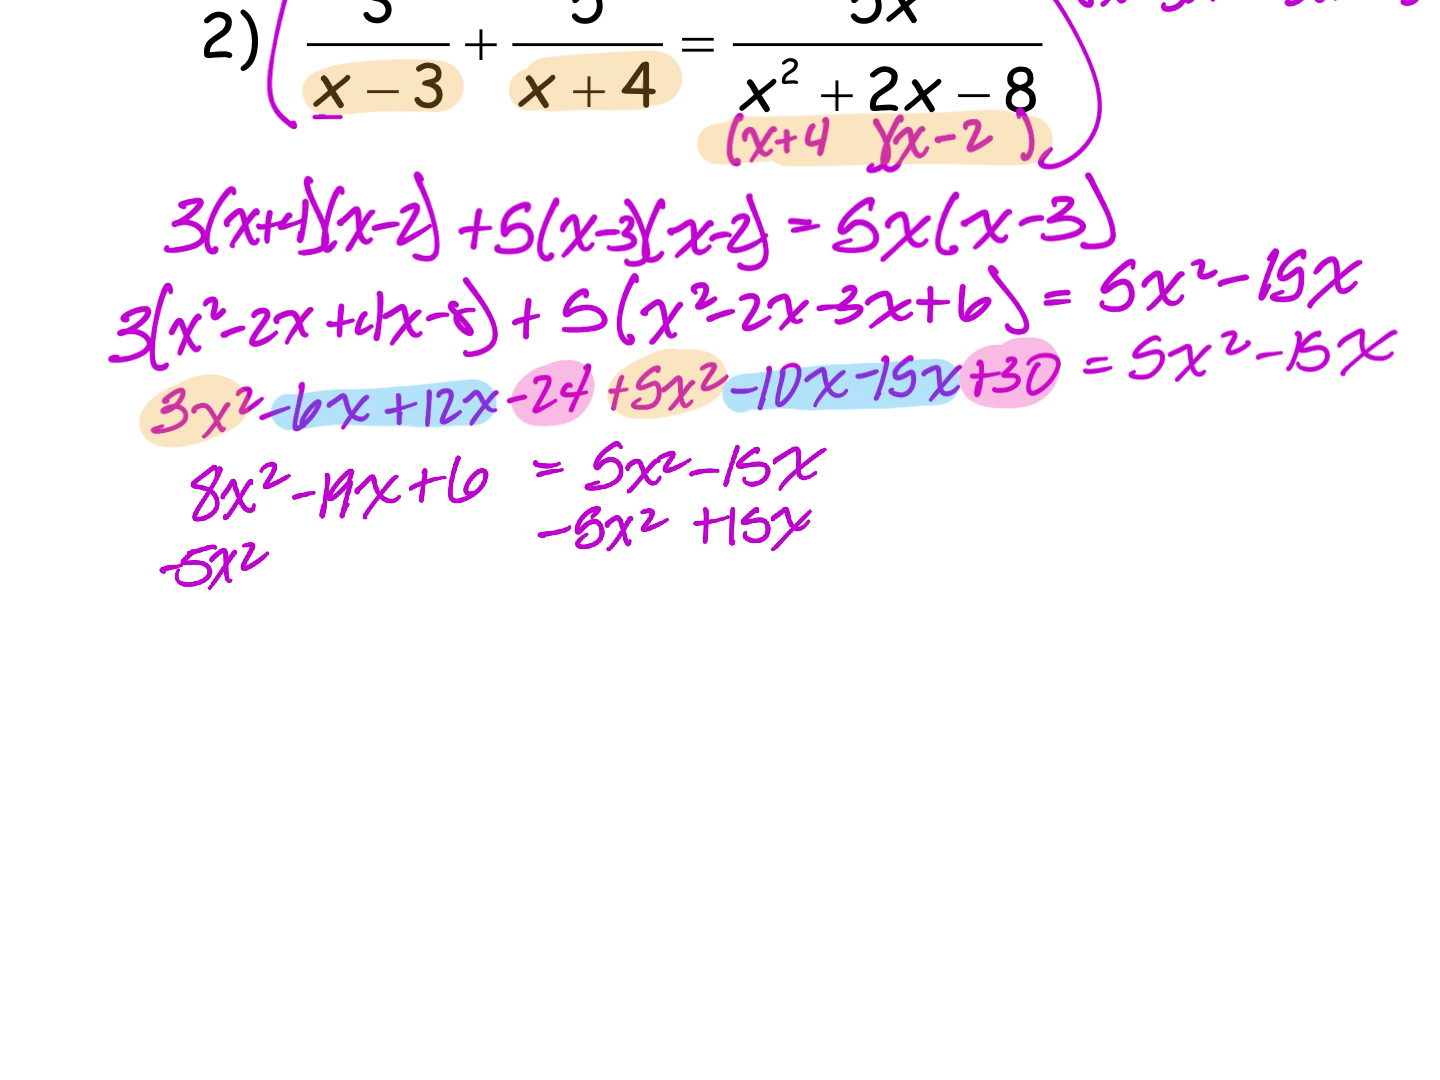 2) 3/(x − 3) + 5/(x + 4) = 5x/(x² + 2x − 8)
(x+4)(x−2)
3(x+4)(x−2) + 5(x−3)(x−2) = 5x(x−3)
3(x²−2x+4x−8) + 5(x²−2x−3x+6) = 5x²−15x
3x²−6x+12x−24+5x²−10x−15x+30 = 5x²−15x
8x²−19x+6 = 5x²−15x
−5x² −5x² +15x